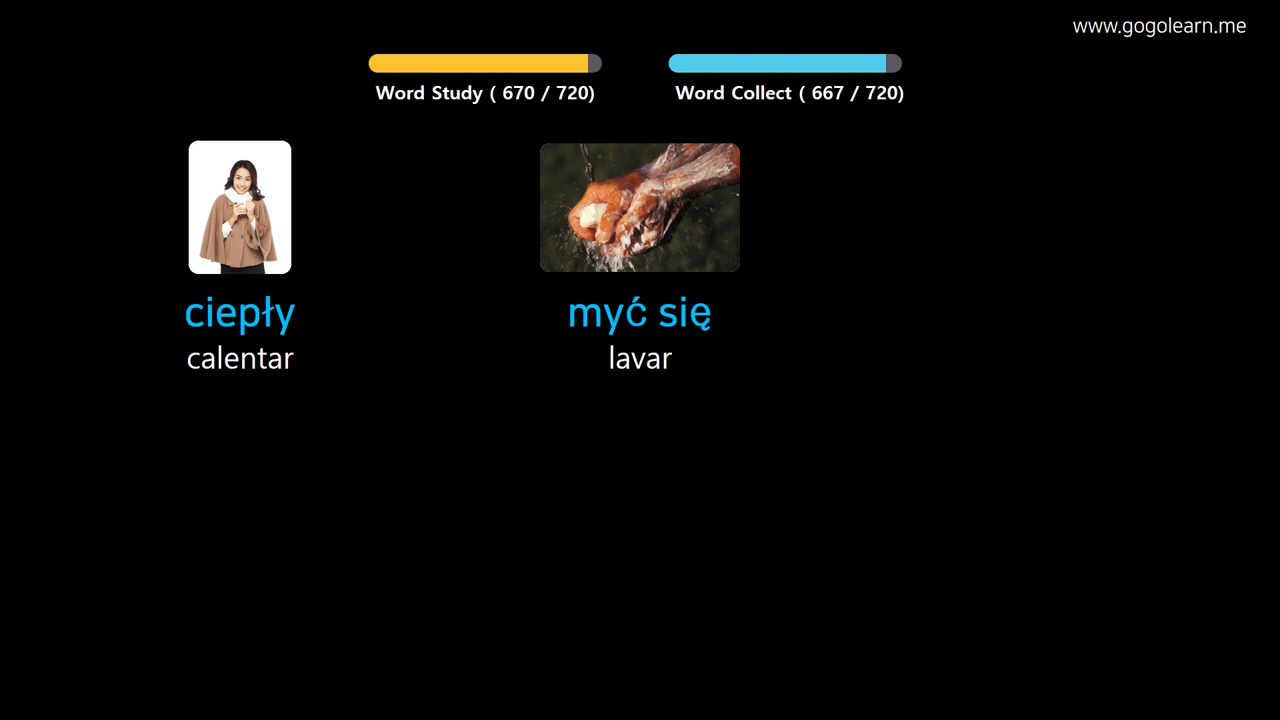 www.gogolearn.me
Word Study ( 670 / 720)
Word Collect ( 667 / 720)
ciepły
calentar
myć się
lavar